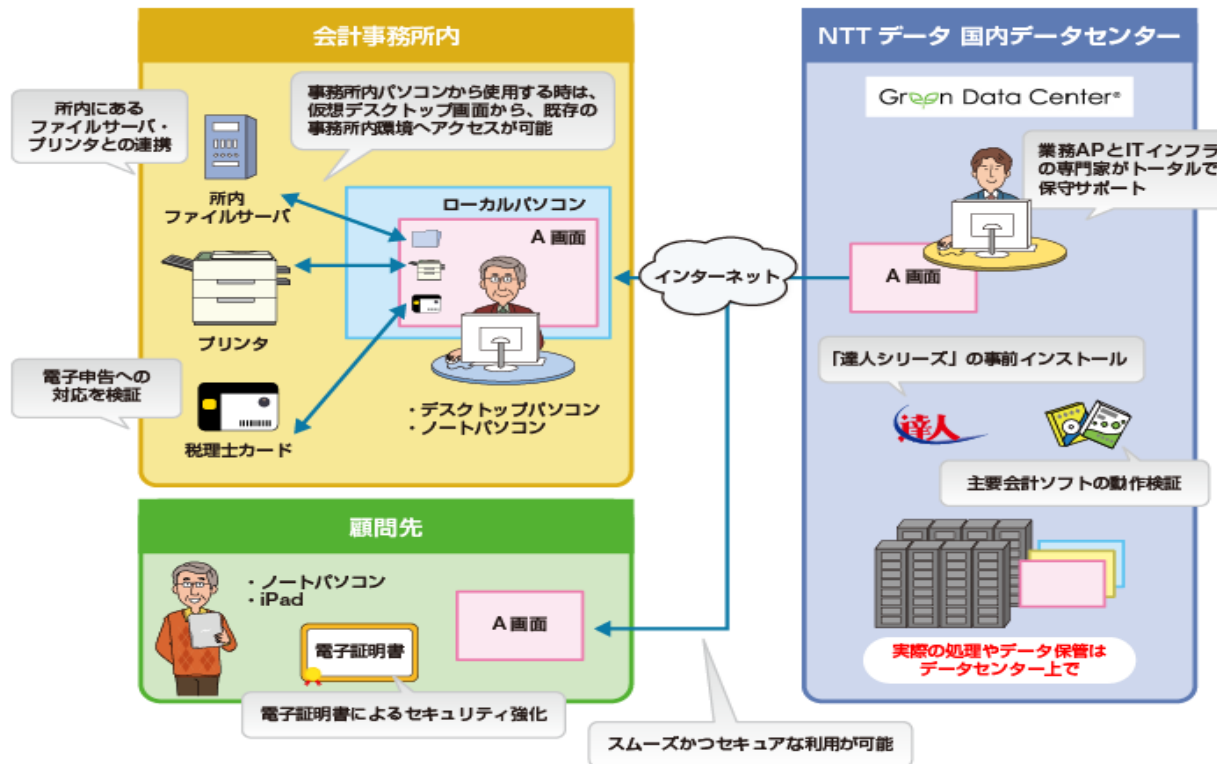 会計事務所内
所内にある
ファイルサーバ・
プリンタとの連携
事務所内パソコンから使用する時は、
仮想デスクトップ画面から、既存の
事務所内環境へアクセスが可能
所内
ファイルサーバ
プリンタ
電子申告への
対応を検証
税理士カード
ローカルパソコン
A 画面
・デスクトップパソコン
・ノートパソコン
インターネット
NTT データ 国内データセンター
Green Data Center®
業務APとITインフラ
の専門家がトータルで
保守サポート
A 画面
「達人シリーズ」の事前インストール
達人
主要会計ソフトの動作検証
実際の処理やデータ保管は
データセンター上で
顧問先
・ノートパソコン
・iPad
電子証明書
A 画面
電子証明書によるセキュリティ強化
スムーズかつセキュアな利用が可能